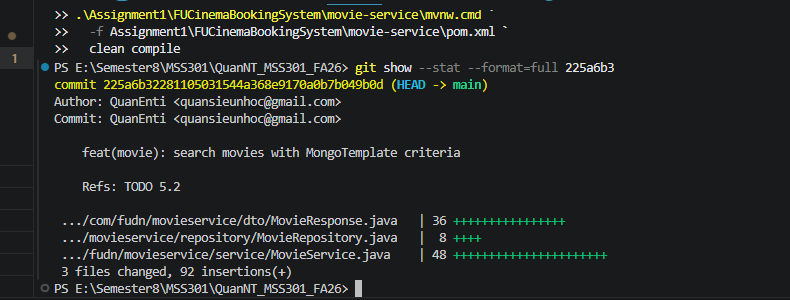 >> .\Assignment1\FUCinemaBookingSystem\movie-service\mvnw.cmd `
>>   -f Assignment1\FUCinemaBookingSystem\movie-service\pom.xml `
>>   clean compile
PS E:\Semester8\MSS301\QuanNT_MSS301_FA26> git show --stat --format=full 225a6b3
commit 225a6b32281105031544a368e9170a0b7b049b0d (HEAD -> main)
Author: QuanEnti <quansieunhoc@gmail.com>
Commit: QuanEnti <quansieunhoc@gmail.com>

    feat(movie): search movies with MongoTemplate criteria

    Refs: TODO 5.2

 .../com/fudn/movieservice/dto/MovieResponse.java   | 36 ++++++++++++++++
 .../movieservice/repository/MovieRepository.java   |  8 ++++
 .../fudn/movieservice/service/MovieService.java    | 48 ++++++++++++++++++++++
 3 files changed, 92 insertions(+)
PS E:\Semester8\MSS301\QuanNT_MSS301_FA26>
1